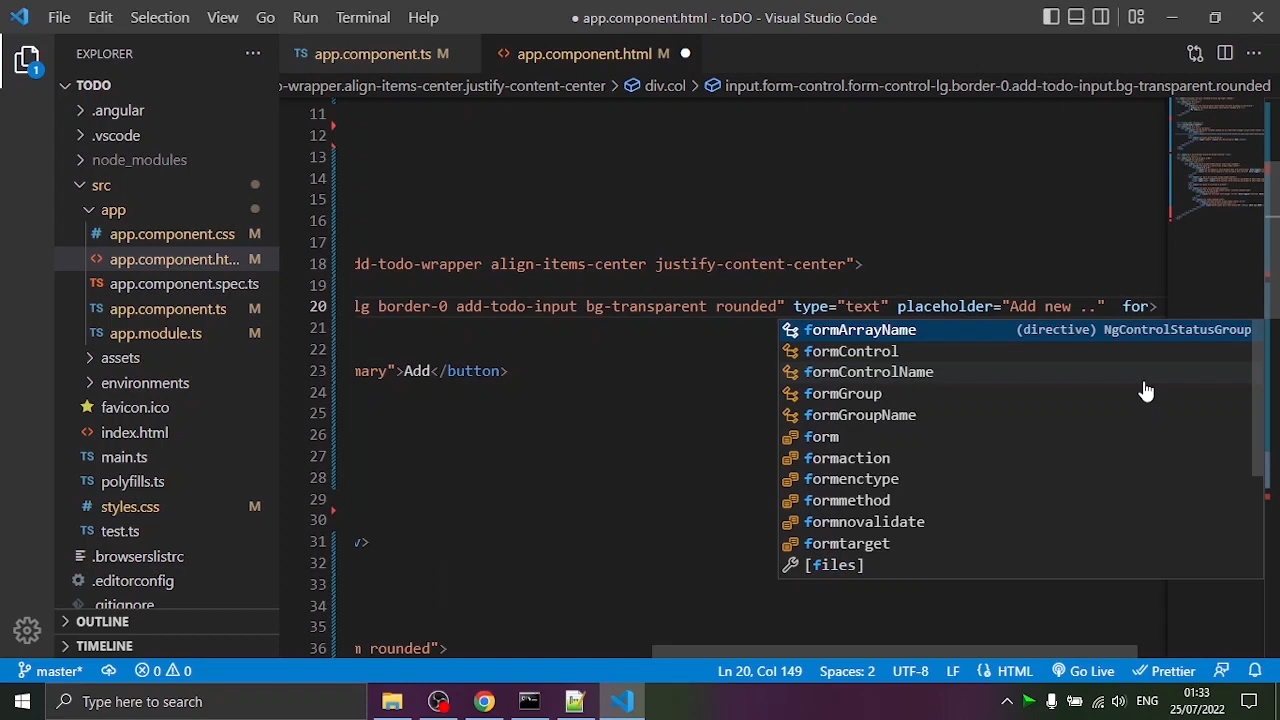 File Edit Selection View Go Run Terminal Help
● app.component.html - toDO - Visual Studio Code
1
EXPLORER
TODO
.angular
.vscode
node_modules
src
app
# app.component.css M
<> app.component.ht... M
app.component.spec.ts
TS app.component.ts M
TS app.module.ts M
assets
environments
favicon.ico
<> index.html
TS main.ts
TS polyfills.ts
# styles.css M
TS test.ts
.browserslistrc
.editorconfig
.gitignore
OUTLINE
TIMELINE
TS app.component.ts M
<> app.component.html M
o-wrapper.align-items-center.justify-content-center > div.col > input.form-control.form-control-lg.border-0.add-todo-input.bg-transparent.rounded
11
12
13
14
15
16
17
18 dd-todo-wrapper align-items-center justify-content-center">
19
20 lg border-0 add-todo-input bg-transparent rounded" type="text" placeholder="Add new .." for>
21
22
23 mary">Add</button>
24
25
26
27
28
29
30
31 />
32
33
34
35
36 m rounded">
formArrayName (directive) NgControlStatusGroup
formControl
formControlName
formGroup
formGroupName
form
formaction
formenctype
formmethod
formnovalidate
formtarget
[files]
master* 0 0 Ln 20, Col 149 Spaces: 2 UTF-8 LF HTML Go Live Prettier
Type here to search
ENG
01:33
25/07/2022